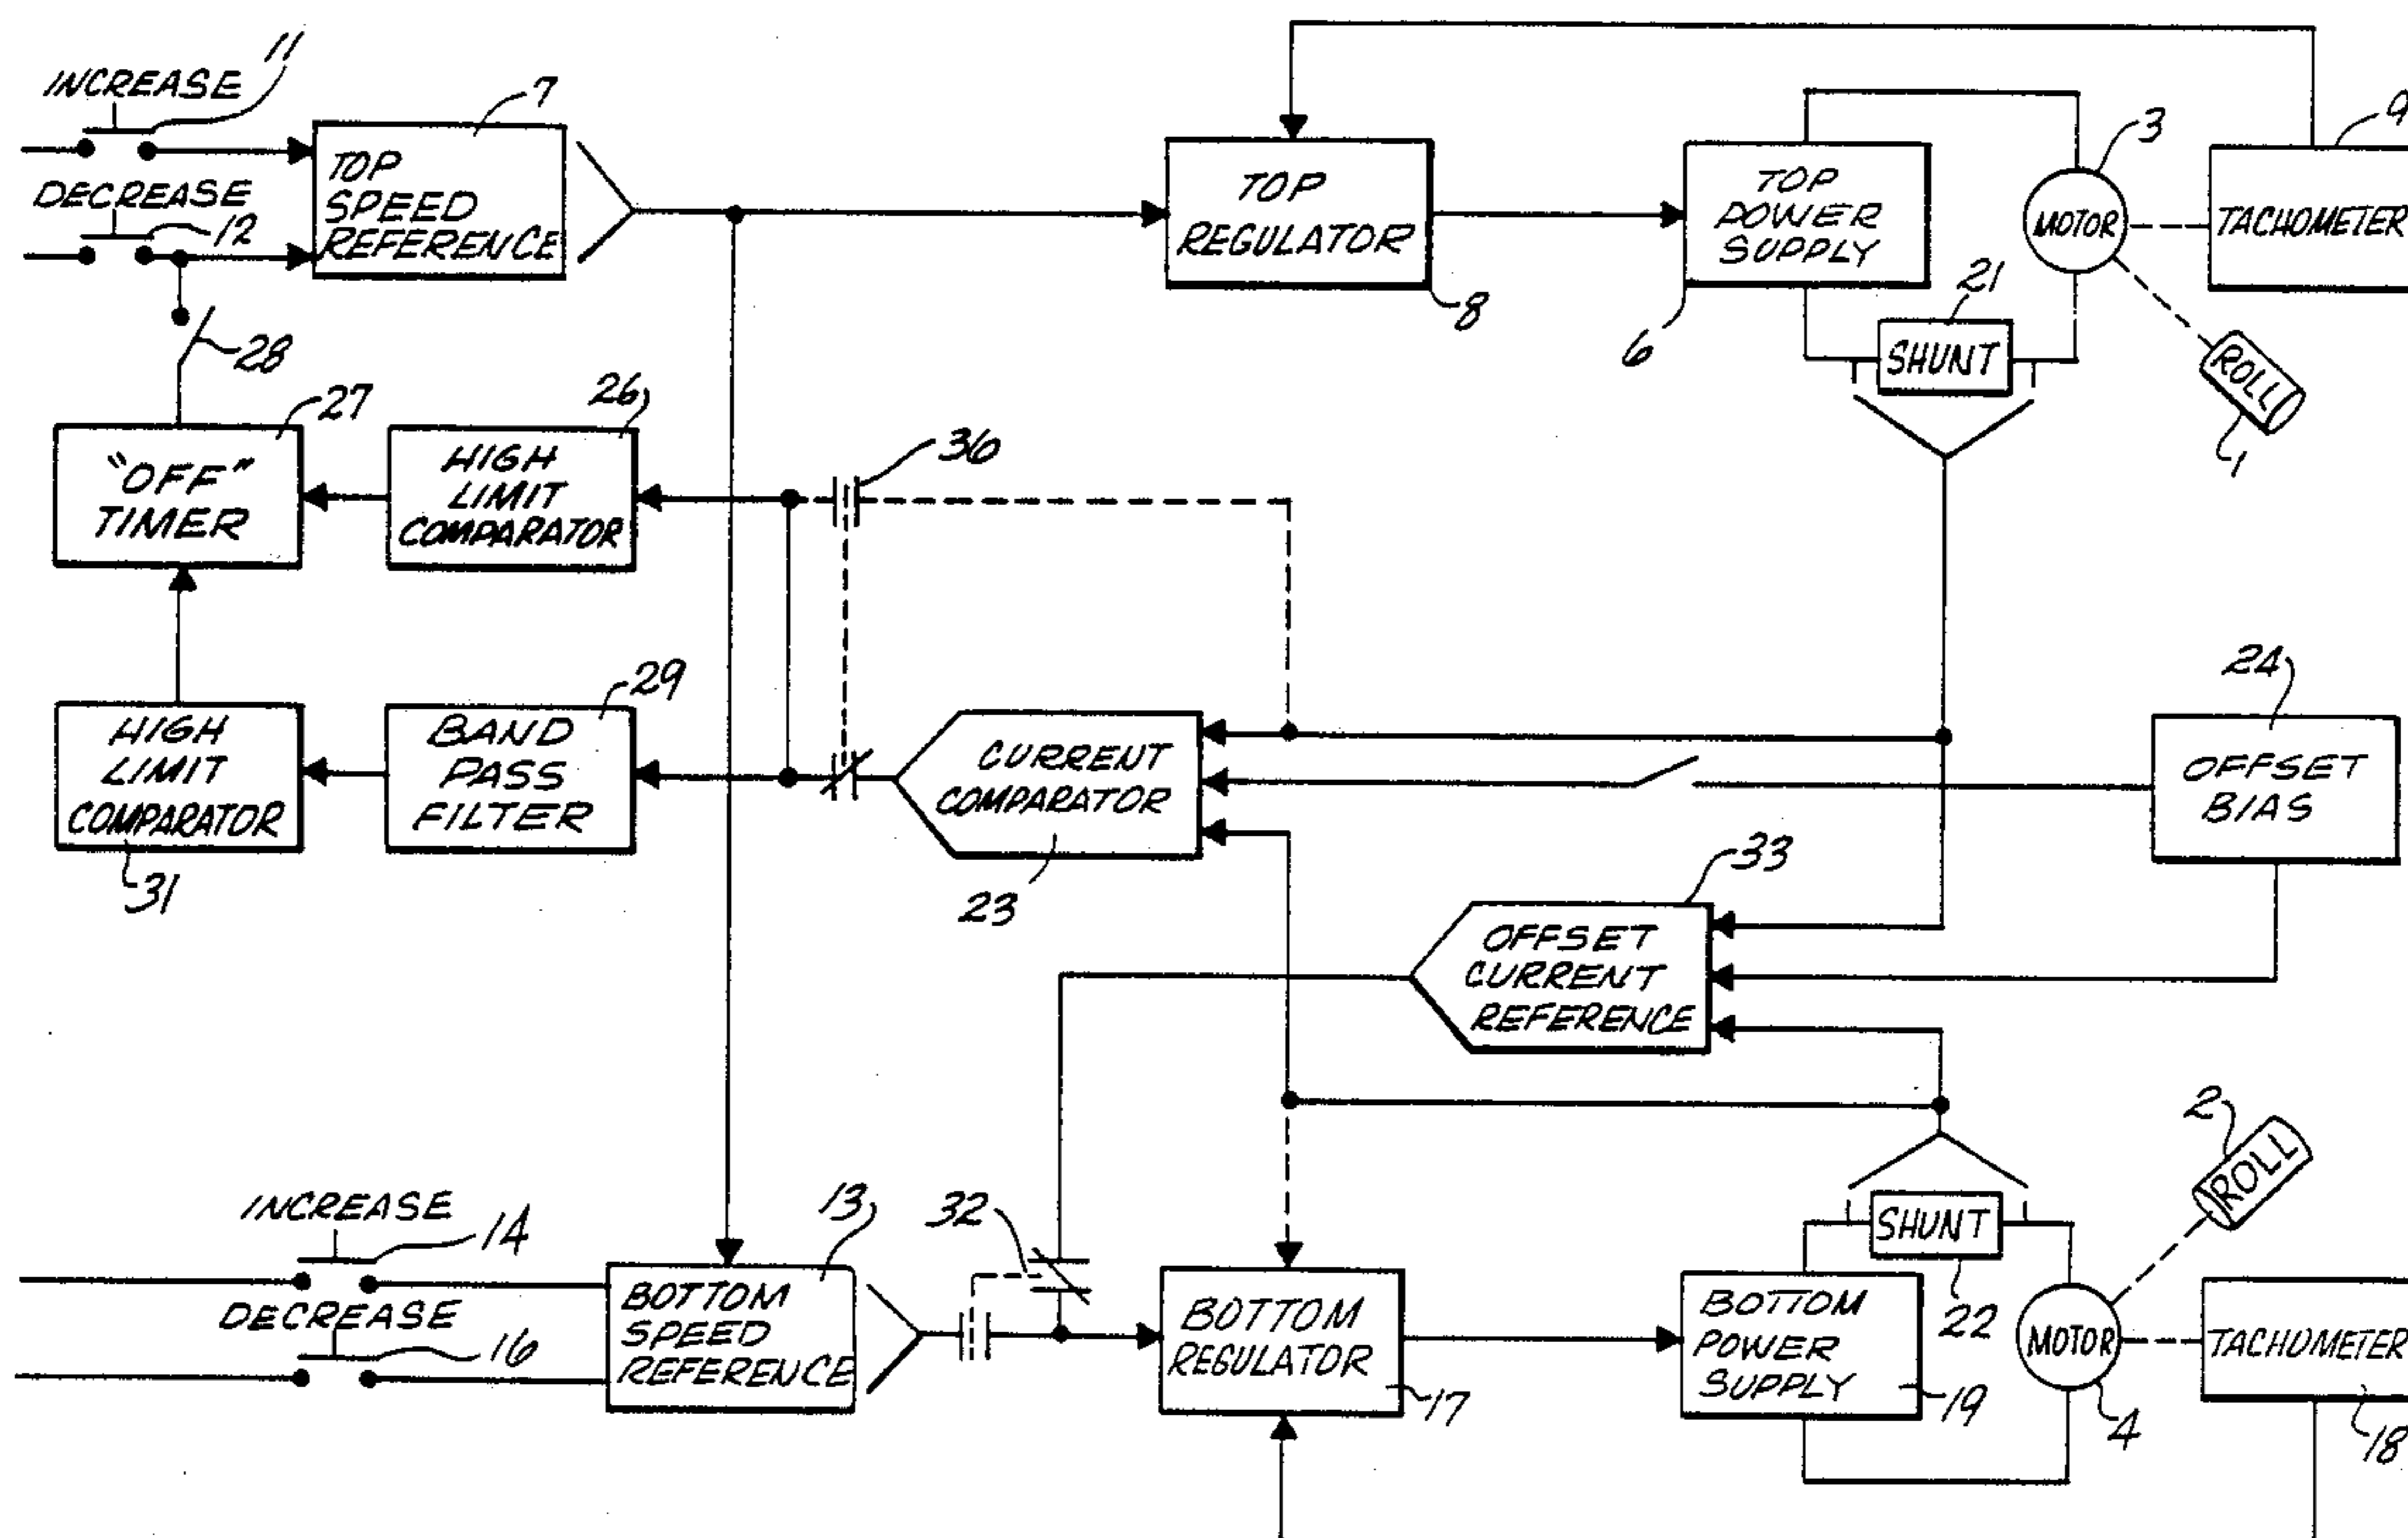 INCREASE
11
7
TOP
SPEED
REFERENCE
DECREASE
12
28
TOP
REGULATOR
8
TOP
POWER
SUPPLY
6
3
MOTOR
9
TACHOMETER
21
SHUNT
ROLL
1
27
"OFF"
TIMER
26
HIGH
LIMIT
COMPARATOR
36
HIGH
LIMIT
COMPARATOR
31
29
BAND
PASS
FILTER
CURRENT
COMPARATOR
23
24
OFFSET
BIAS
33
OFFSET
CURRENT
REFERENCE
INCREASE
14
DECREASE
16
13
BOTTOM
SPEED
REFERENCE
32
BOTTOM
REGULATOR
17
BOTTOM
POWER
SUPPLY
19
SHUNT
22
2
ROLL
MOTOR
4
TACHOMETER
18